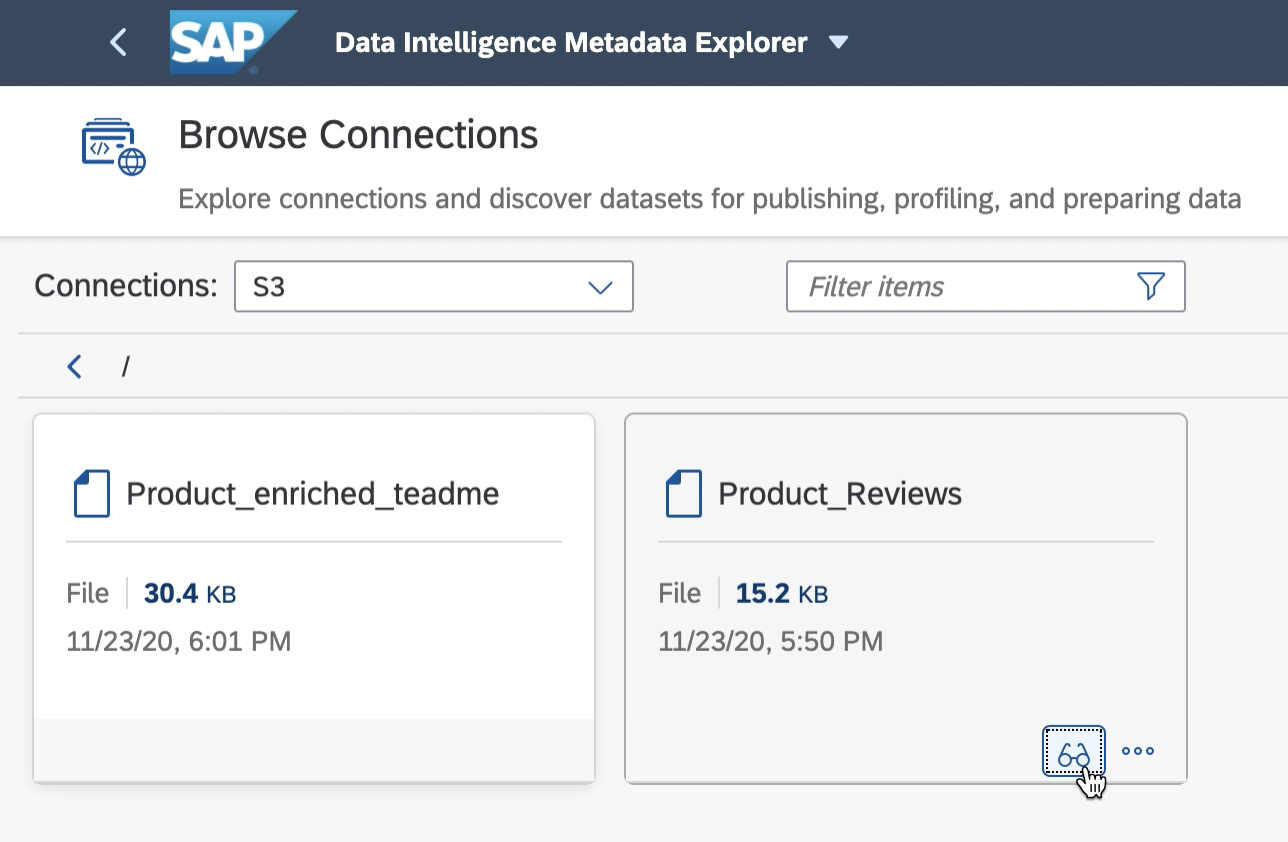 SAP Data Intelligence Metadata Explorer
Browse Connections
Explore connections and discover datasets for publishing, profiling, and preparing data
Connections: S3 Filter items
/
Product_enriched_teadme
File 30.4 KB
11/23/20, 6:01 PM
Product_Reviews
File 15.2 KB
11/23/20, 5:50 PM